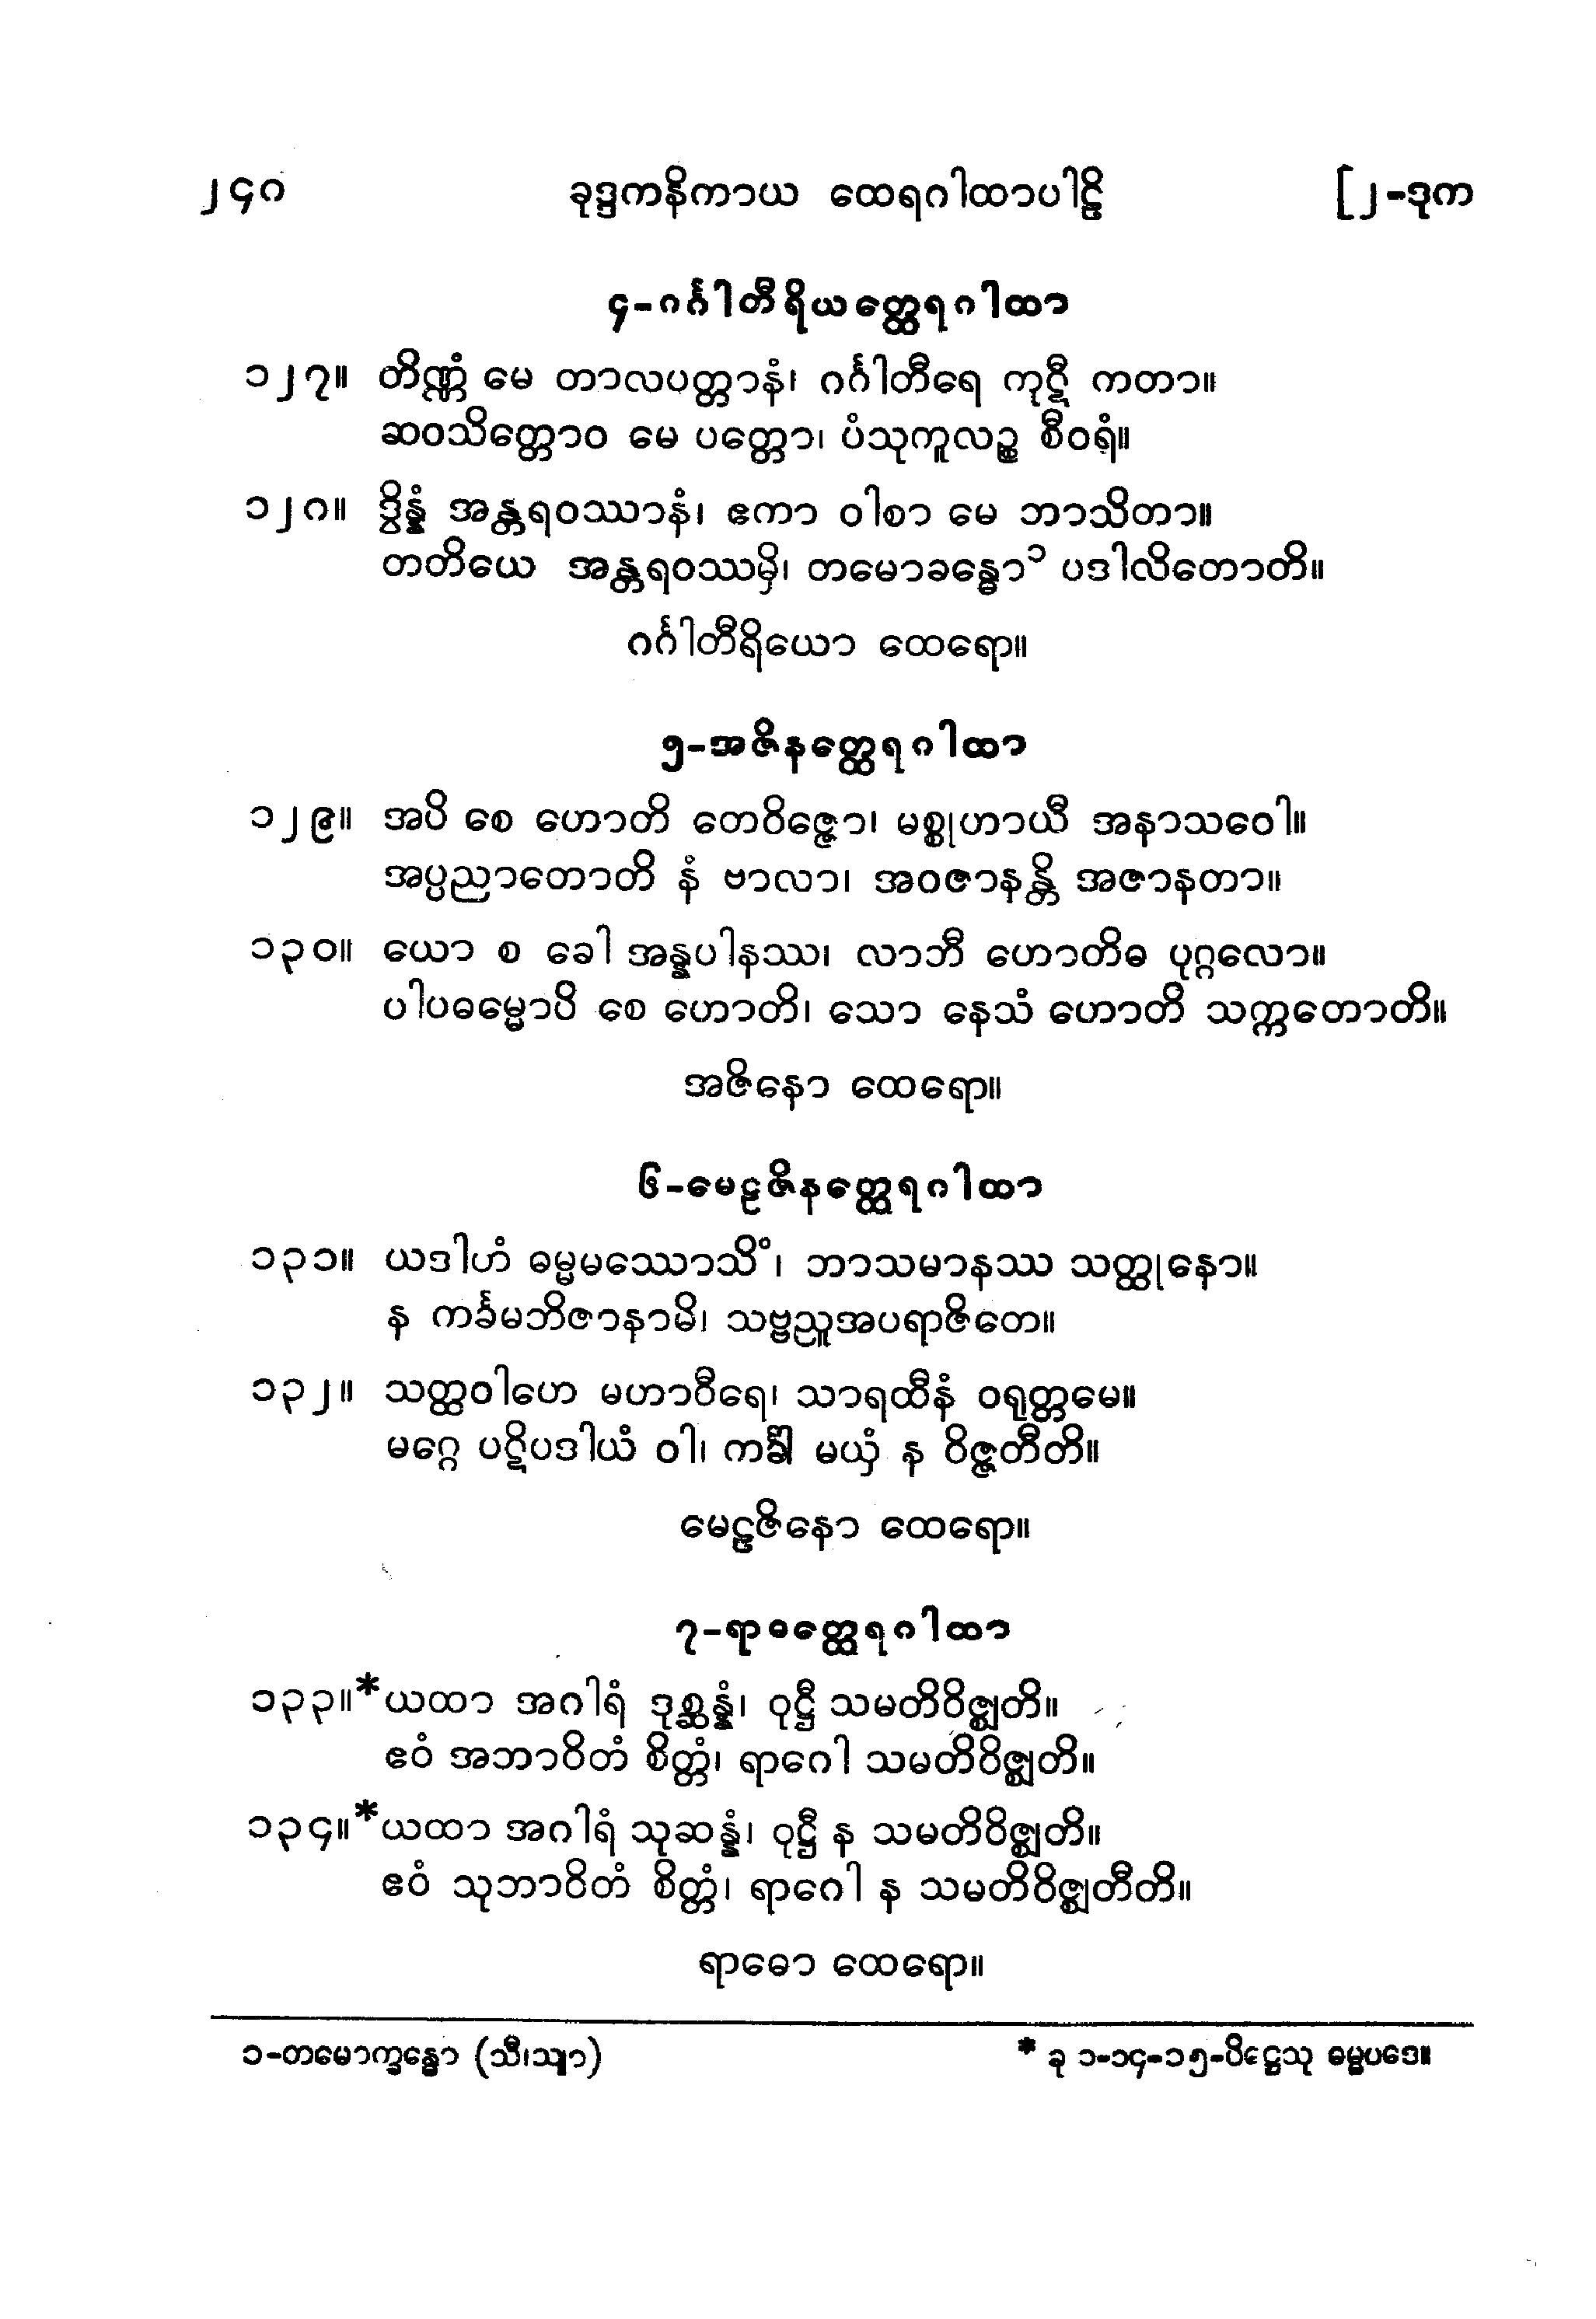 ၂၄၈ ခုဒ္ဒကနိကာယ ထေရဂါထာပါဠိ [၂-ဒုက
၄-ဂင်္ဂါတီရိယတ္ထေရဂါထာ
၁၂၇။ တိဏ္ဏံ မေ တာလပတ္တာနံ၊ ဂင်္ဂါတီရေ ကုဋီ ကတာ။
ဆဝသိတ္တောဝ မေ ပတ္တော၊ ပံသုကူလဉ္စ စီဝရံ။
၁၂၈။ ဒွိန္နံ အန္တရဝဿာနံ၊ ဧကာ ဝါစာ မေ ဘာသိတာ။
တတိယေ အန္တရဝဿမှိ၊ တမောခန္ဓော၁ ပဒါလိတောတိ။
ဂင်္ဂါတီရိယော ထေရော။
၅-အဇိနတ္ထေရဂါထာ
၁၂၉။ အပိ စေ ဟောတိ တေဝိဇ္ဇော၊ မစ္စုဟာယီ အနာသဝေါ။
အပ္ပညာတောတိ နံ ဗာလာ၊ အဝဇာနန္တိ အဇာနတာ။
၁၃၀။ ယော စ ခေါ အန္နပါနဿ၊ လာဘီ ဟောတိဓ ပုဂ္ဂလော။
ပါပဓမ္မောပိ စေ ဟောတိ၊ သော နေသံ ဟောတိ သက္ကတောတိ။
အဇိနော ထေရော။
၆-မေဠဇိနတ္ထေရဂါထာ
၁၃၁။ ယဒါဟံ ဓမ္မမဿောသိံ၊ ဘာသမာနဿ သတ္ထုနော။
န ကင်္ခမဘိဇာနာမိ၊ သဗ္ဗညူအပရာဇိတေ။
၁၃၂။ သတ္ထဝါဟေ မဟာဝီရေ၊ သာရထီနံ ဝရုတ္တမေ။
မဂ္ဂေ ပဋိပဒါယံ ဝါ၊ ကင်္ခါ မယှံ န ဝိဇ္ဇတီတိ။
မေဠဇိနော ထေရော။
၇-ရာဓတ္ထေရဂါထာ
၁၃၃။*ယထာ အဂါရံ ဒုစ္ဆန္နံ၊ ဝုဋ္ဌီ သမတိဝိဇ္ဈတိ။
ဧဝံ အဘာဝိတံ စိတ္တံ၊ ရာဂေါ သမတိဝိဇ္ဈတိ။
၁၃၄။*ယထာ အဂါရံ သုဆန္နံ၊ ဝုဋ္ဌီ န သမတိဝိဇ္ဈတိ။
ဧဝံ သုဘာဝိတံ စိတ္တံ၊ ရာဂေါ န သမတိဝိဇ္ဈတီတိ။
ရာဓော ထေရော။
၁-တမောက္ခန္ဓော (သီ၊သျာ) * ခု ၁-၁၄-၁၅-ပိဋ္ဌေသု ဓမ္မပဒေ။